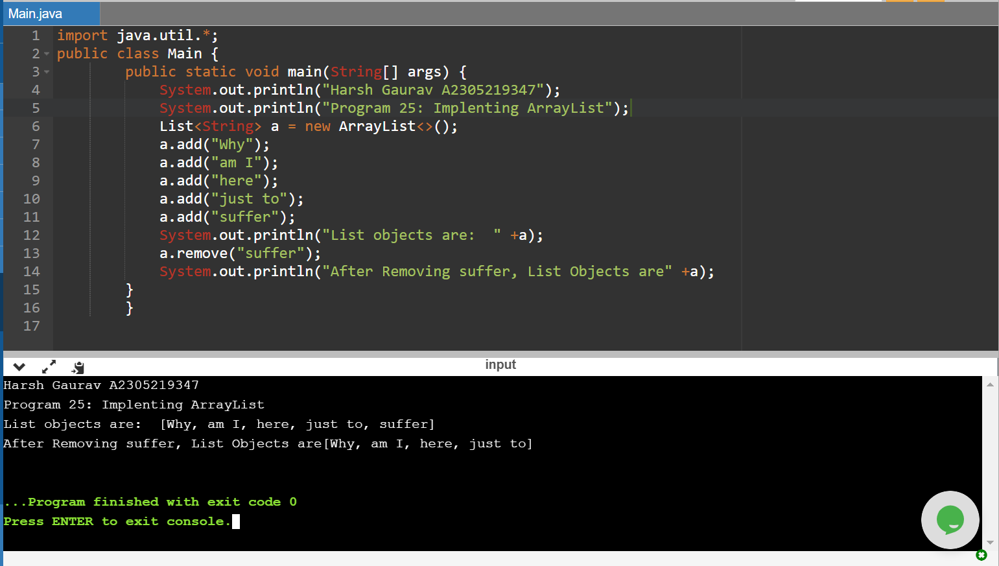 Main.java
1 import java.util.*;
2 public class Main {
3 public static void main(String[] args) {
4 System.out.println("Harsh Gaurav A2305219347");
5 System.out.println("Program 25: Implenting ArrayList");
6 List<String> a = new ArrayList<>();
7 a.add("Why");
8 a.add("am I");
9 a.add("here");
10 a.add("just to");
11 a.add("suffer");
12 System.out.println("List objects are:  " +a);
13 a.remove("suffer");
14 System.out.println("After Removing suffer, List Objects are" +a);
15 }
16 }
17
input
Harsh Gaurav A2305219347
Program 25: Implenting ArrayList
List objects are:  [Why, am I, here, just to, suffer]
After Removing suffer, List Objects are[Why, am I, here, just to]
...Program finished with exit code 0
Press ENTER to exit console.